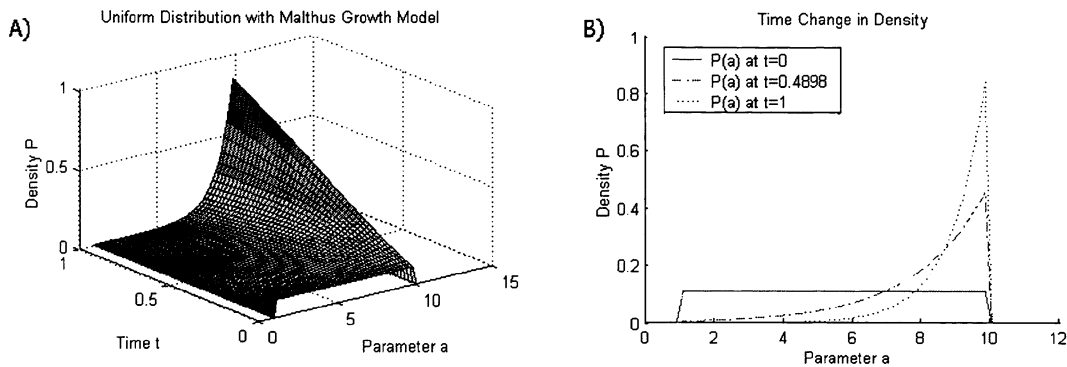 A)
Uniform Distribution with Malthus Growth Model
Density P
1
0.5
0
1
0.5
0
Time t
0
5
10
15
Parameter a
B)
Time Change in Density
Density P
1
0.8
0.6
0.4
0.2
0
P(a) at t=0
P(a) at t=0.4898
P(a) at t=1
0
2
4
6
8
10
12
Parameter a